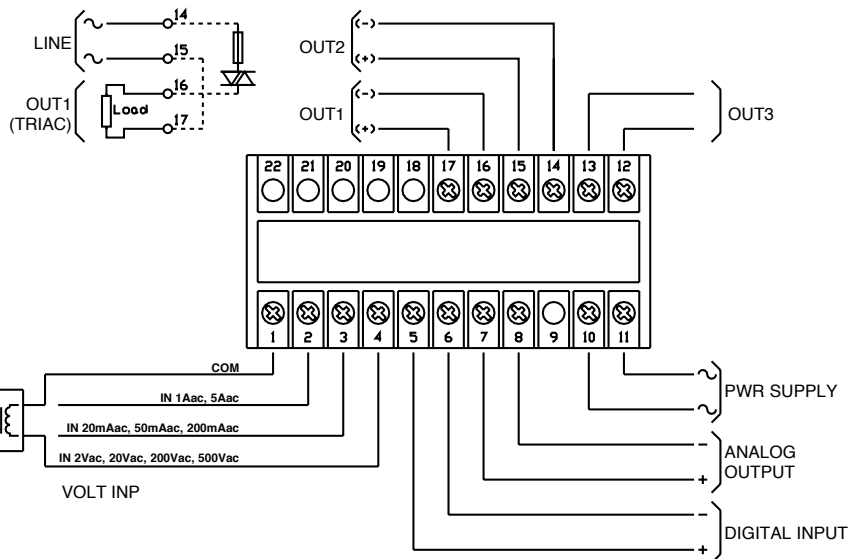 14
LINE
15
16
OUT1
(TRIAC)
Load
17
OUT2
(-)
(+)
OUT1
(-)
(+)
OUT3
22 21 20 19 18 17 16 15 14 13 12
1 2 3 4 5 6 7 8 9 10 11
COM
IN 1Aac, 5Aac
IN 20mAac, 50mAac, 200mAac
IN 2Vac, 20Vac, 200Vac, 500Vac
VOLT INP
PWR SUPPLY
-
ANALOG
OUTPUT
+
-
DIGITAL INPUT
+